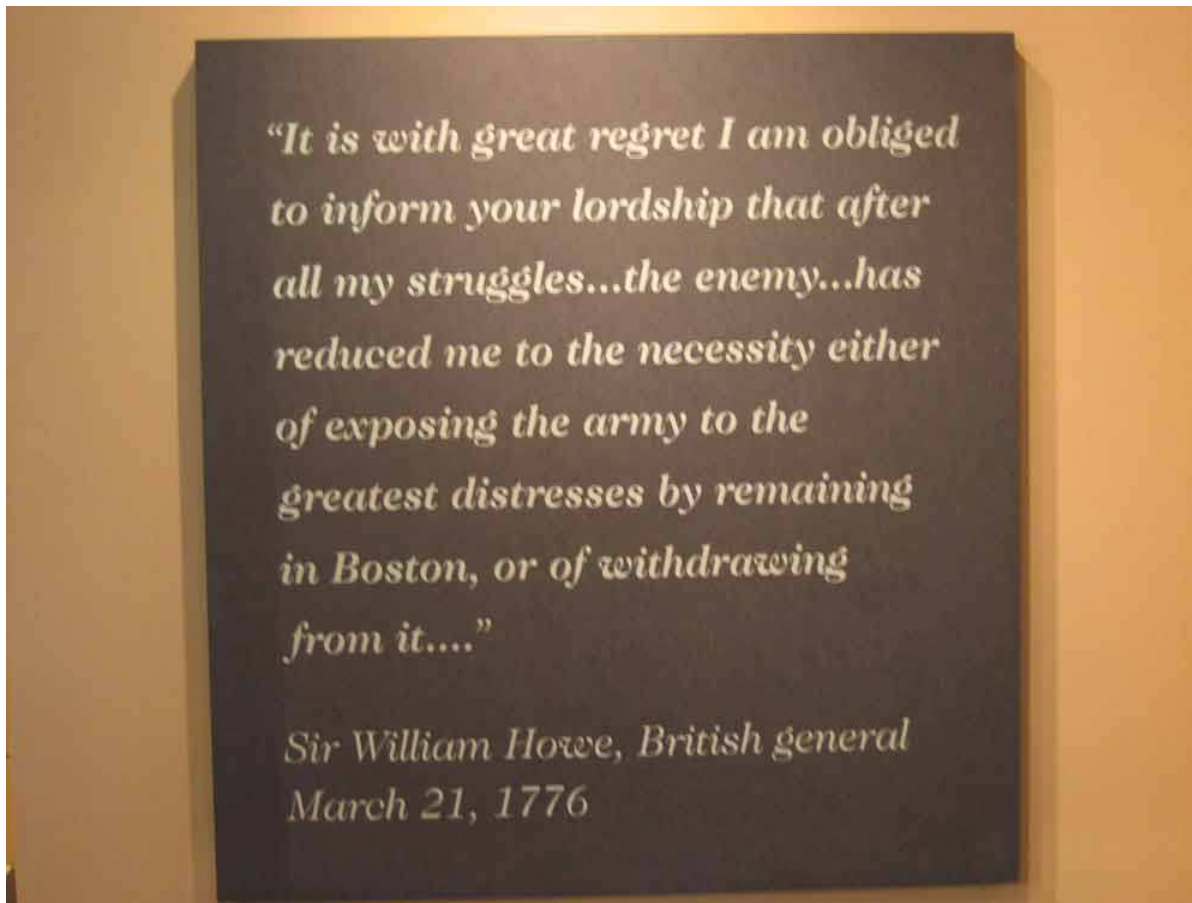 “It is with great regret I am obliged
to inform your lordship that after
all my struggles...the enemy...has
reduced me to the necessity either
of exposing the army to the
greatest distresses by remaining
in Boston, or of withdrawing
from it....”
Sir William Howe, British general
March 21, 1776